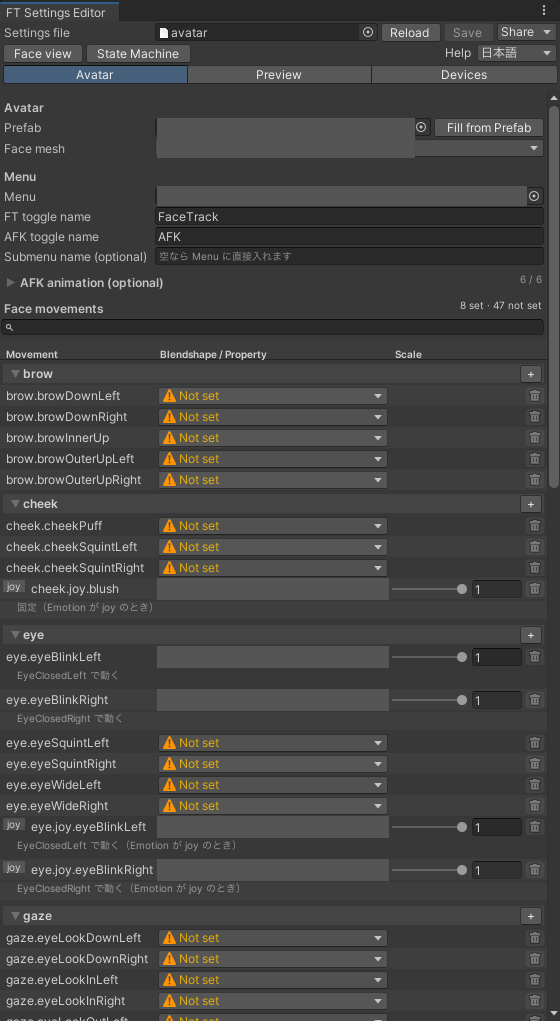 FT Settings Editor
Settings file avatar Reload Save Share
Face view State Machine Help 日本語
Avatar Preview Devices
Avatar
Prefab Fill from Prefab
Face mesh
Menu
Menu
FT toggle name FaceTrack
AFK toggle name AFK
Submenu name (optional) 空なら Menu に直接入れます
AFK animation (optional) 6 / 6
Face movements 8 set · 47 not set
Movement Blendshape / Property Scale
brow +
brow.browDownLeft Not set
brow.browDownRight Not set
brow.browInnerUp Not set
brow.browOuterUpLeft Not set
brow.browOuterUpRight Not set
cheek +
cheek.cheekPuff Not set
cheek.cheekSquintLeft Not set
cheek.cheekSquintRight Not set
joy cheek.joy.blush 1
固定（Emotion が joy のとき）
eye +
eye.eyeBlinkLeft 1
EyeClosedLeft で動く
eye.eyeBlinkRight 1
EyeClosedRight で動く
eye.eyeSquintLeft Not set
eye.eyeSquintRight Not set
eye.eyeWideLeft Not set
eye.eyeWideRight Not set
joy eye.joy.eyeBlinkLeft 1
EyeClosedLeft で動く（Emotion が joy のとき）
joy eye.joy.eyeBlinkRight 1
EyeClosedRight で動く（Emotion が joy のとき）
gaze +
gaze.eyeLookDownLeft Not set
gaze.eyeLookDownRight Not set
gaze.eyeLookInLeft Not set
gaze.eyeLookInRight Not set
gaze.eyeLookOutLeft Not set